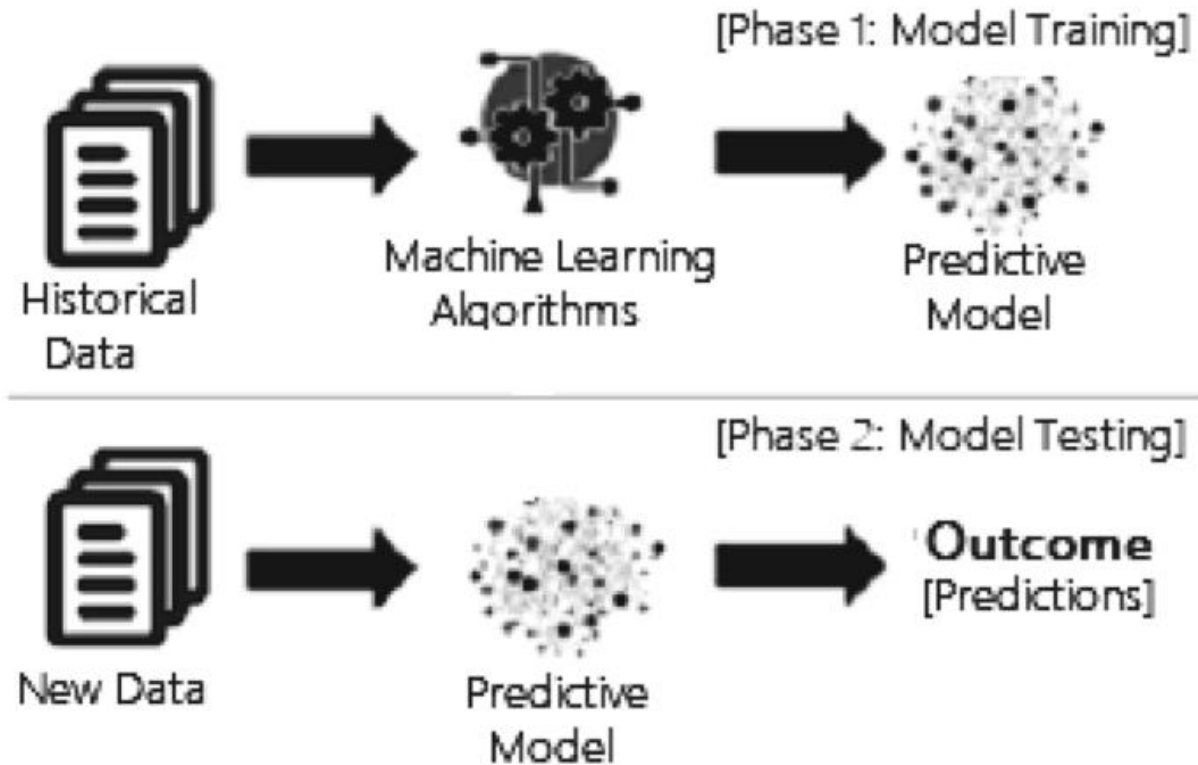 [Phase 1: Model Training]
Historical
Data
Machine Learning
Algorithms
Predictive
Model
[Phase 2: Model Testing]
New Data
Predictive
Model
Outcome
[Predictions]